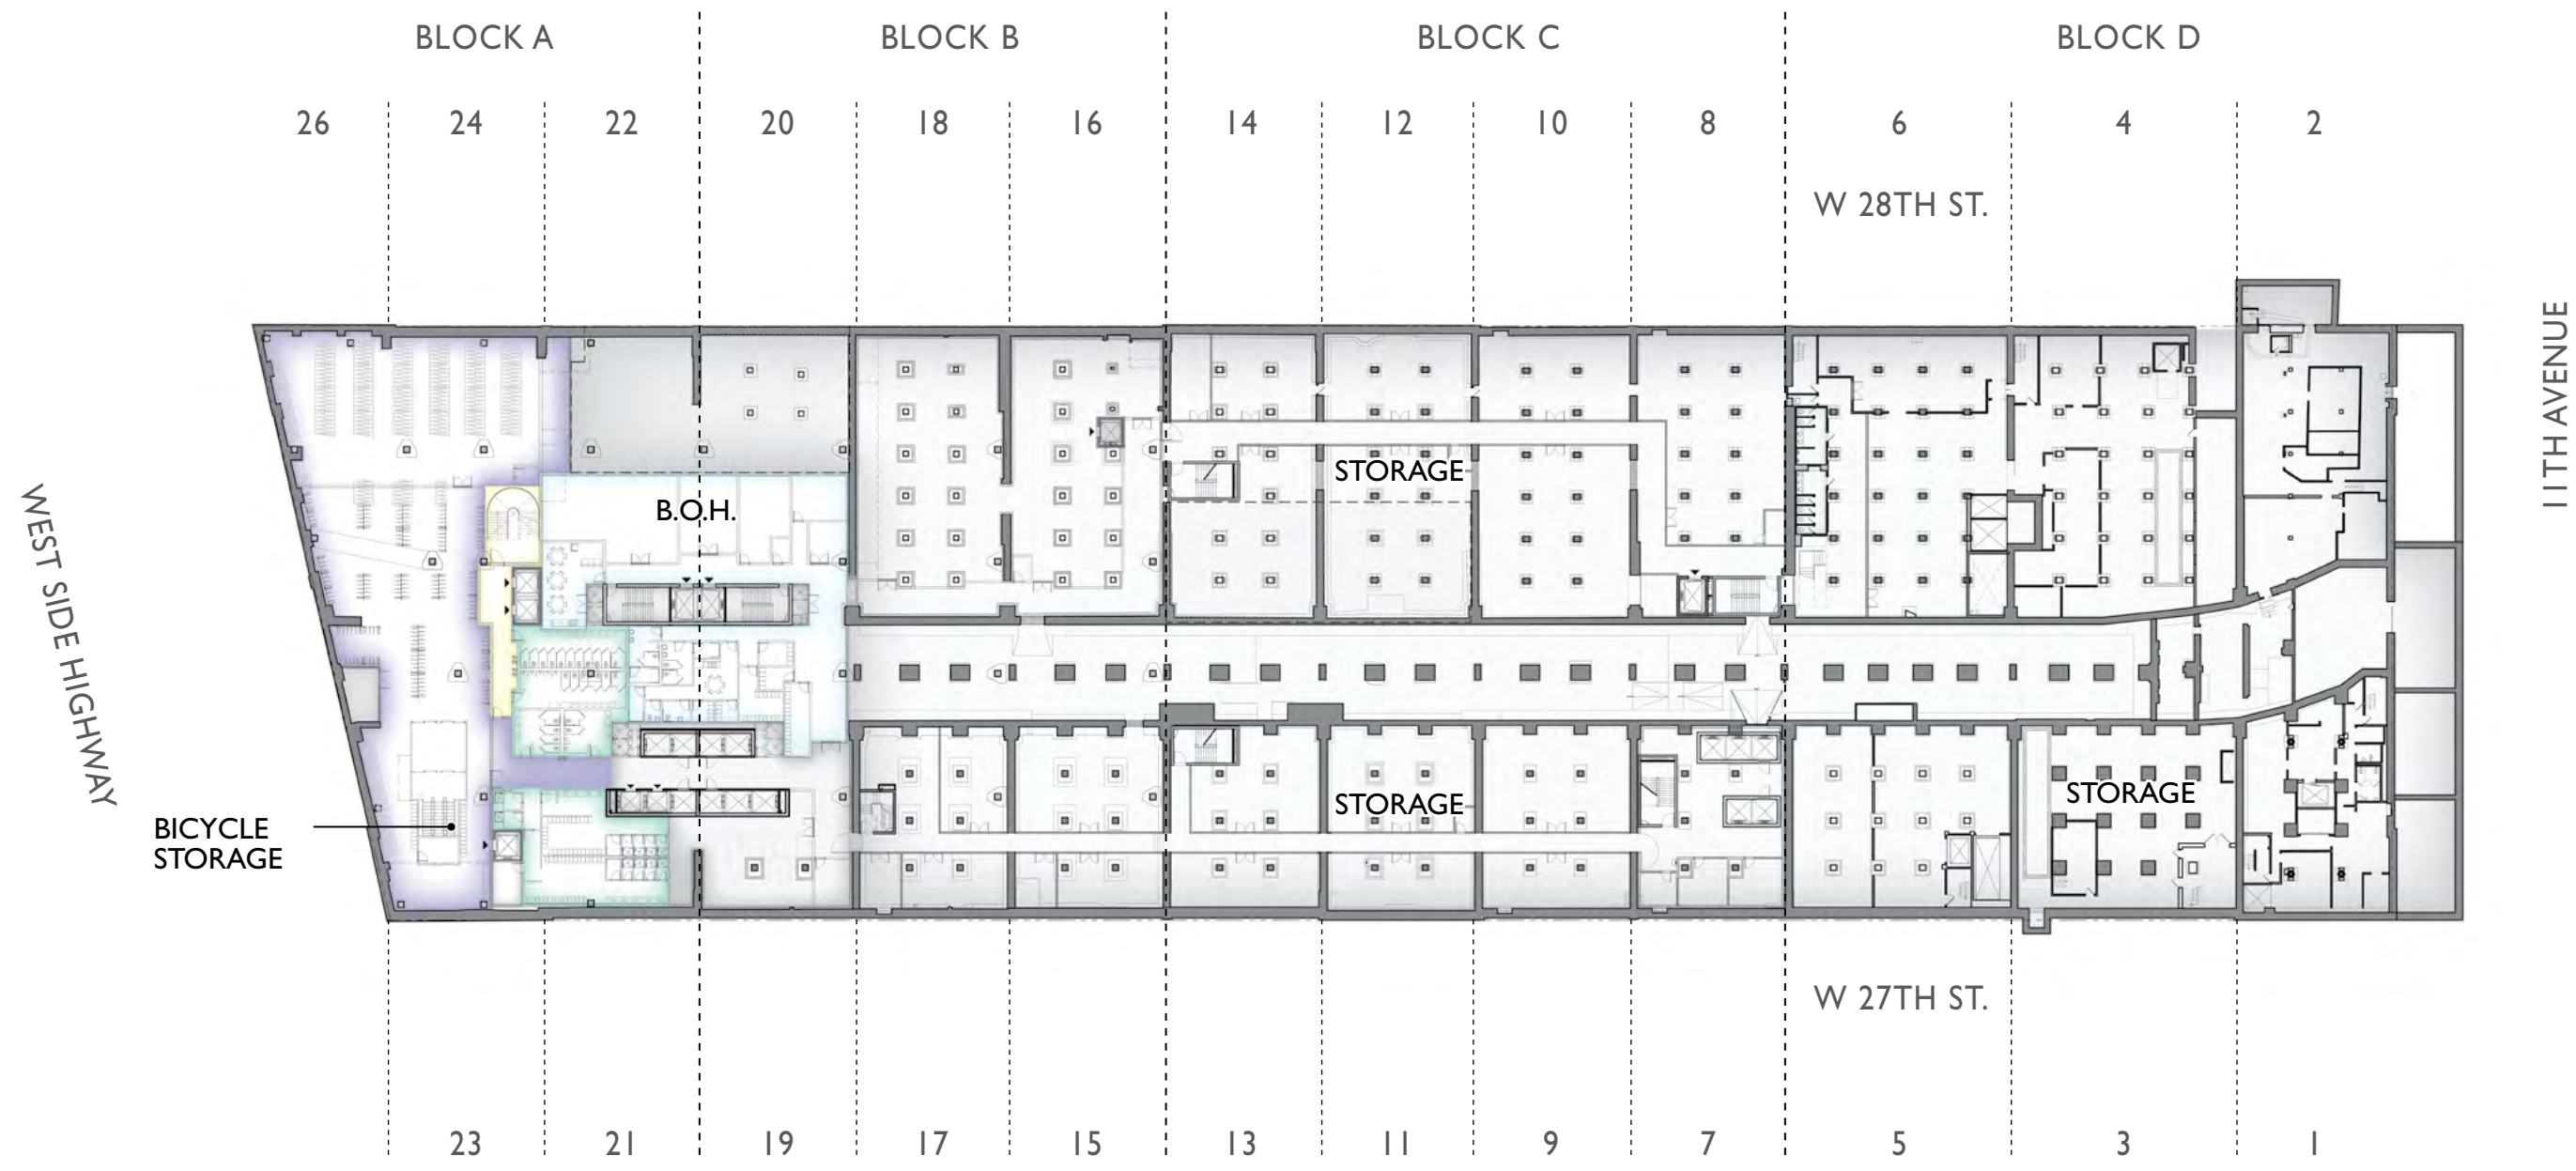 BLOCK A
BLOCK B
BLOCK C
BLOCK D
26
24
22
20
18
16
14
12
10
8
6
4
2
W 28TH ST.
11TH AVENUE
WEST SIDE HIGHWAY
B.O.H.
STORAGE
STORAGE
STORAGE
BICYCLE
STORAGE
W 27TH ST.
23
21
19
17
15
13
11
9
7
5
3
1